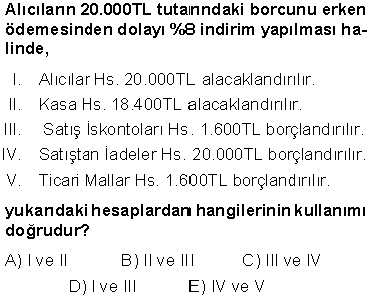 Alıcıların 20.000TL tutarındaki borcunu erken
ödemesinden dolayı %8 indirim yapılması ha-
linde,
I. Alıcılar Hs. 20.000TL alacaklandırılır.
II. Kasa Hs. 18.400TL alacaklandırılır.
III. Satış İskontoları Hs. 1.600TL borçlandırılır.
IV. Satıştan İadeler Hs. 20.000TL borçlandırılır.
V. Ticari Mallar Hs. 1.600TL borçlandırılır.
yukarıdaki hesaplardan hangilerinin kullanımı
doğrudur?
A) I ve II B) II ve III C) III ve IV
D) I ve III E) IV ve V